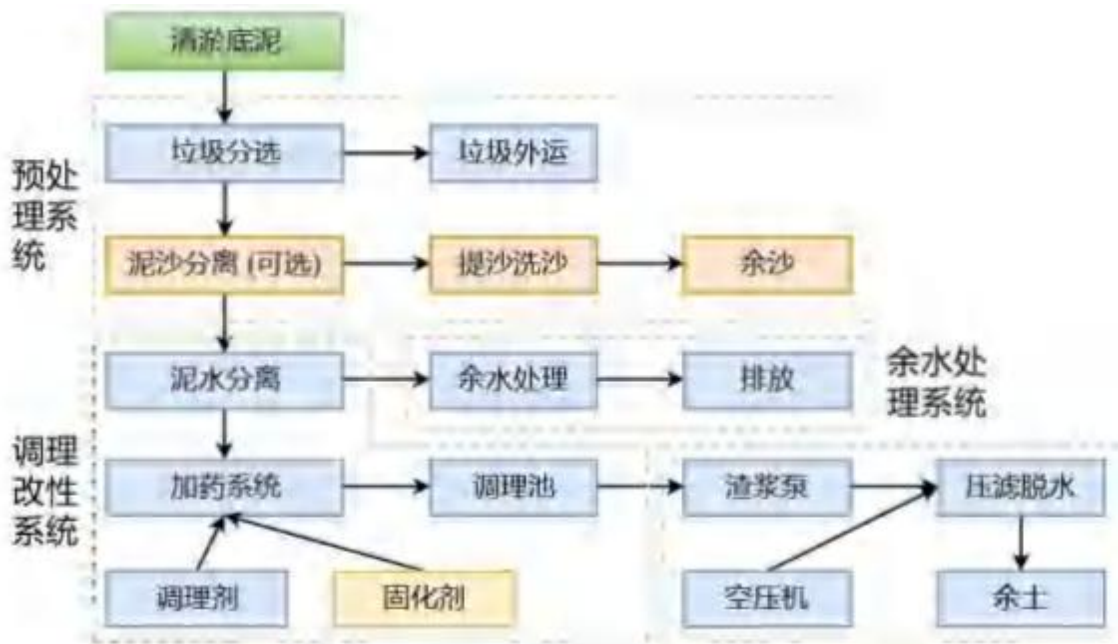 清淤底泥
预处
理系
统
垃圾分选
垃圾外运
泥沙分离 (可选)
提沙洗沙
余沙
泥水分离
余水处理
排放
余水处
理系统
调理
改性
系统
加药系统
调理池
渣浆泵
压滤脱水
调理剂
固化剂
空压机
余土